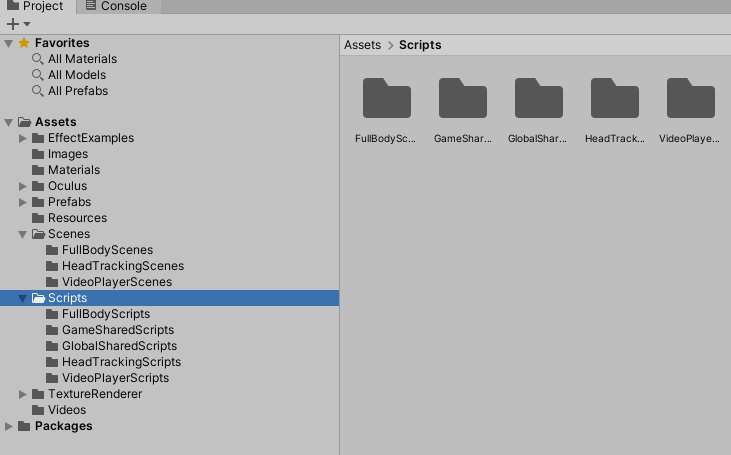 Project
Console
Favorites
All Materials
All Models
All Prefabs
Assets
EffectExamples
Images
Materials
Oculus
Prefabs
Resources
Scenes
FullBodyScenes
HeadTrackingScenes
VideoPlayerScenes
Scripts
FullBodyScripts
GameSharedScripts
GlobalSharedScripts
HeadTrackingScripts
VideoPlayerScripts
TextureRenderer
Videos
Packages
Assets > Scripts
FullBodySc...
GameShar...
GlobalShar...
HeadTrack...
VideoPlaye...